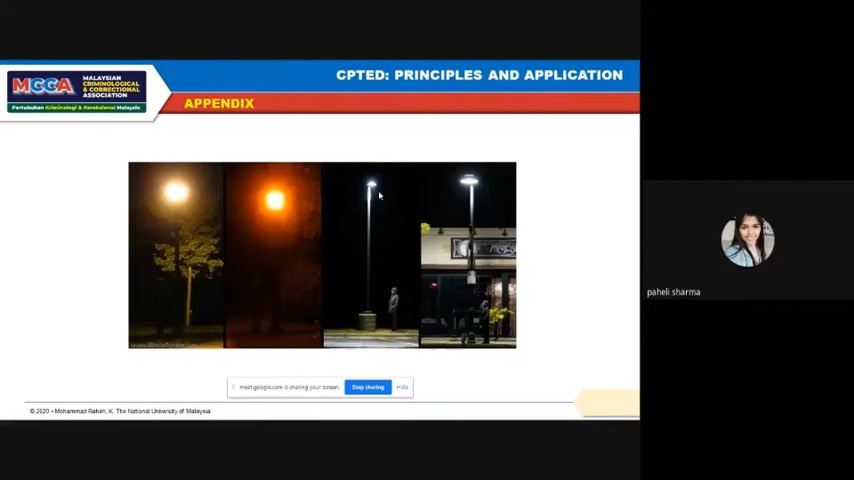 CPTED: PRINCIPLES AND APPLICATION
MCCA
MALAYSIAN
CRIMINOLOGICAL
& CORRECTIONAL
ASSOCIATION
Pertubuhan Kriminologi & Koreksional Malaysia
APPENDIX
meet.google.com is sharing your screen.
Stop sharing
Hide
paheli sharma
© 2020 • Mohammad Rahim, K. The National University of Malaysia